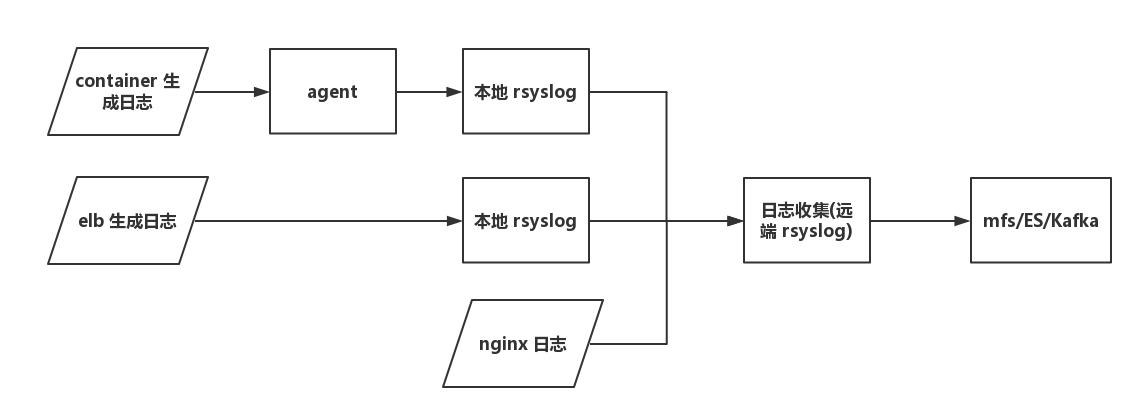 container 生
成日志
agent
本地 rsyslog
elb 生成日志
本地 rsyslog
日志收集(远
端 rsyslog)
mfs/ES/Kafka
nginx 日志